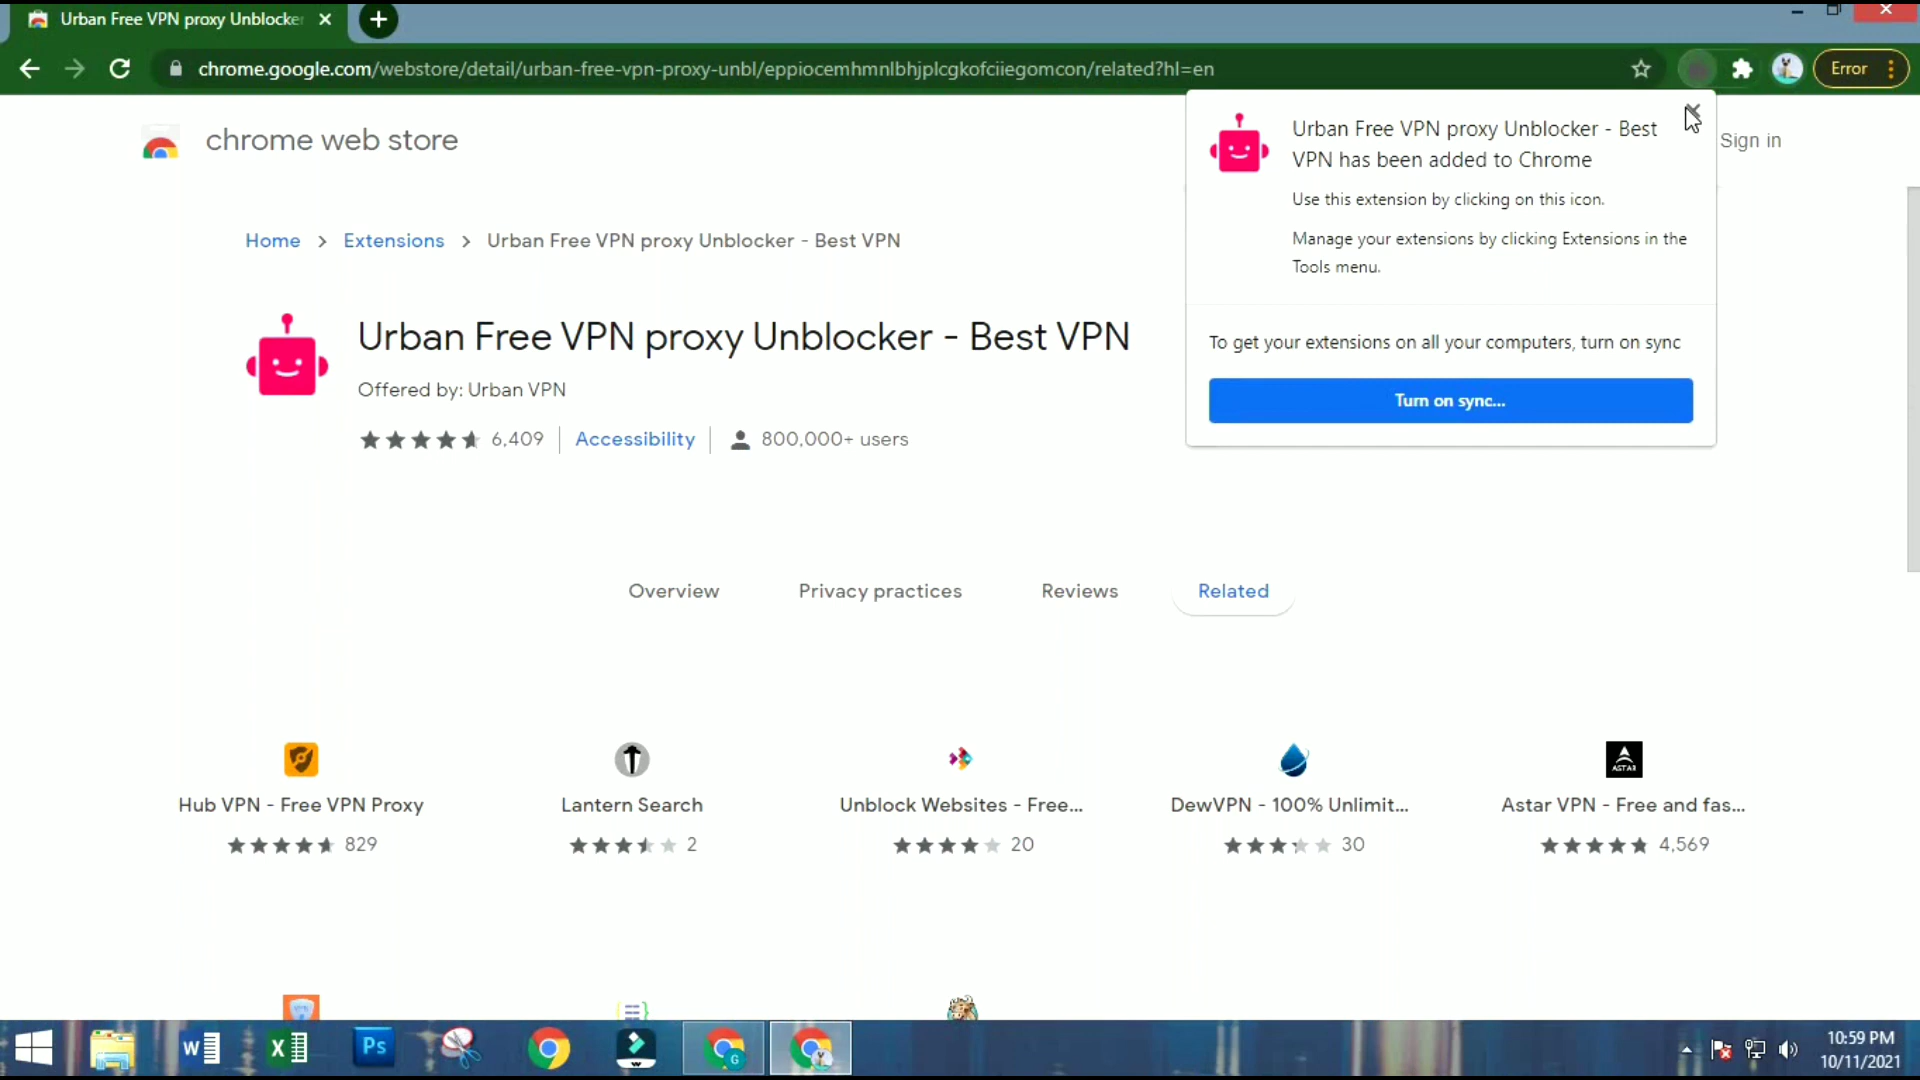 Urban Free VPN proxy Unblocker
chrome.google.com/webstore/detail/urban-free-vpn-proxy-unbl/eppiocemhmnlbhjplcgkofciiegomcon/related?hl=en
Error
chrome web store
Sign in
Urban Free VPN proxy Unblocker - Best
VPN has been added to Chrome
Use this extension by clicking on this icon.
Manage your extensions by clicking Extensions in the
Tools menu.
To get your extensions on all your computers, turn on sync
Turn on sync...
Home > Extensions > Urban Free VPN proxy Unblocker - Best VPN
Urban Free VPN proxy Unblocker - Best VPN
Offered by: Urban VPN
6,409 Accessibility 800,000+ users
Overview Privacy practices Reviews Related
ASTAR
Hub VPN - Free VPN Proxy Lantern Search Unblock Websites - Free... DewVPN - 100% Unlimit... Astar VPN - Free and fas...
829 2 20 30 4,569
W X Ps W G
10:59 PM
10/11/2021